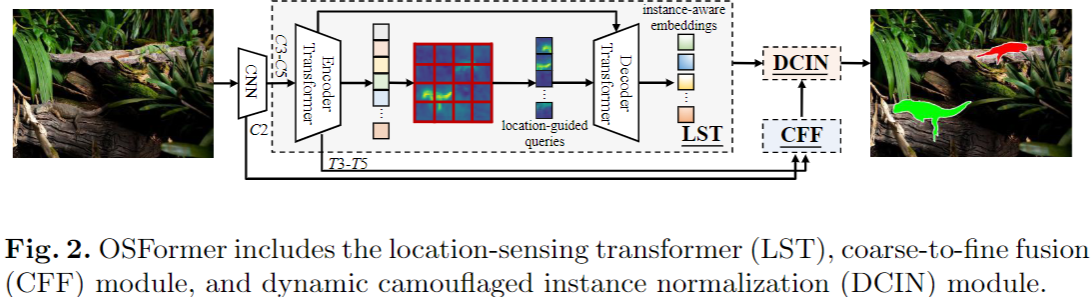 instance-aware
embeddings
CNN
C3-C5
Encoder
Transformer
Decoder
Transformer
DCIN
C2
location-guided
queries
LST
CFF
T3-T5
Fig. 2. OSFormer includes the location-sensing transformer (LST), coarse-to-fine fusion
(CFF) module, and dynamic camouflaged instance normalization (DCIN) module.